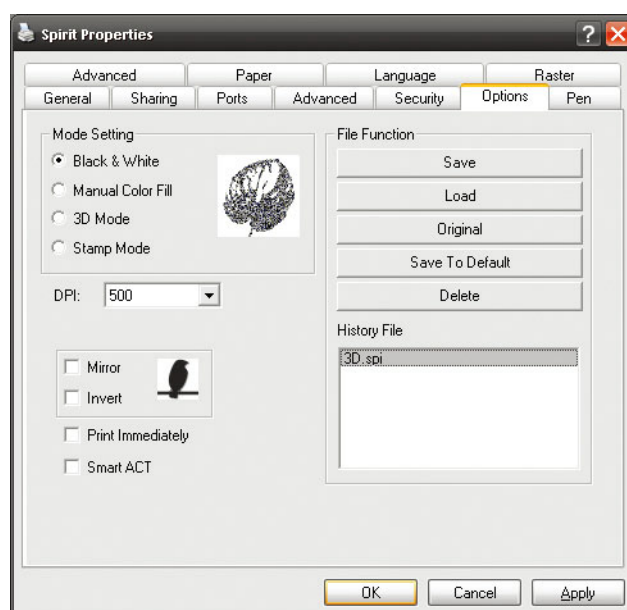 Spirit Properties
Advanced Paper Language Raster
General Sharing Ports Advanced Security Options Pen
Mode Setting
Black & White
Manual Color Fill
3D Mode
Stamp Mode
DPI: 500
Mirror
Invert
Print Immediately
Smart ACT
File Function
Save
Load
Original
Save To Default
Delete
History File
3D.spi
OK Cancel Apply